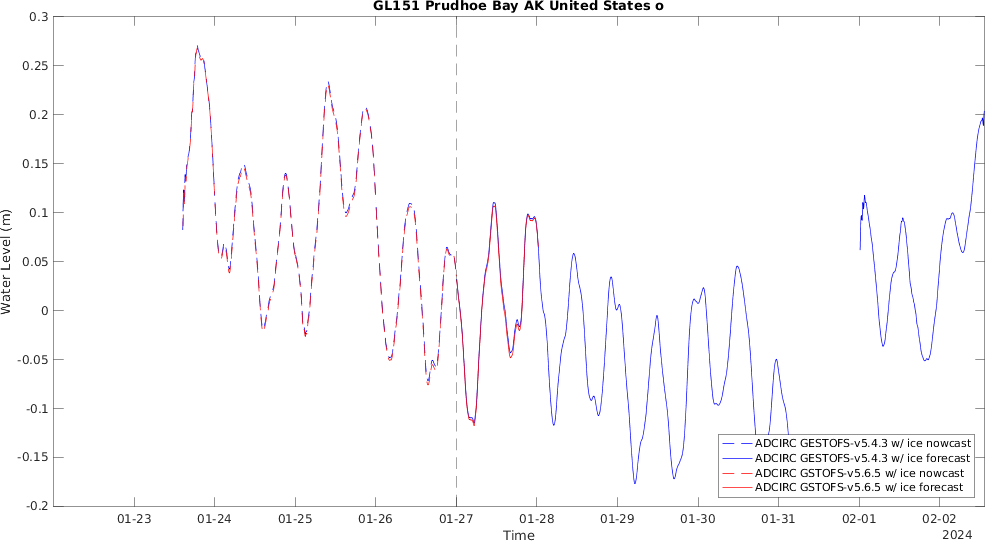 GL151 Prudhoe Bay AK United States o
0.3
0.25
0.2
0.15
0.1
0.05
0
-0.05
-0.1
-0.15
-0.2
Water Level (m)
ADCIRC GESTOFS-v5.4.3 w/ ice nowcast
ADCIRC GESTOFS-v5.4.3 w/ ice forecast
ADCIRC GSTOFS-v5.6.5 w/ ice nowcast
ADCIRC GSTOFS-v5.6.5 w/ ice forecast
01-23 01-24 01-25 01-26 01-27 01-28 01-29 01-30 01-31 02-01 02-02
Time
2024